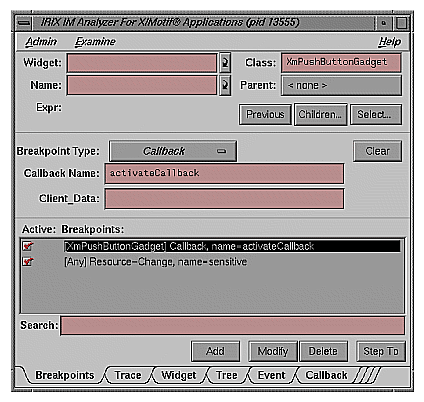 IRIX IM Analyzer For X/Motif® Applications (pid 13555)
Admin Examine Help
Widget: Class: XmPushButtonGadget
Name: Parent: < none >
Expr:
Previous Children... Select...
Breakpoint Type: Callback Clear
Callback Name: activateCallback
Client_Data:
Active: Breakpoints:
[XmPushButtonGadget] Callback, name=activateCallback
[Any] Resource-Change, name=sensitive
Search:
Add Modify Delete Step To
Breakpoints Trace Widget Tree Event Callback